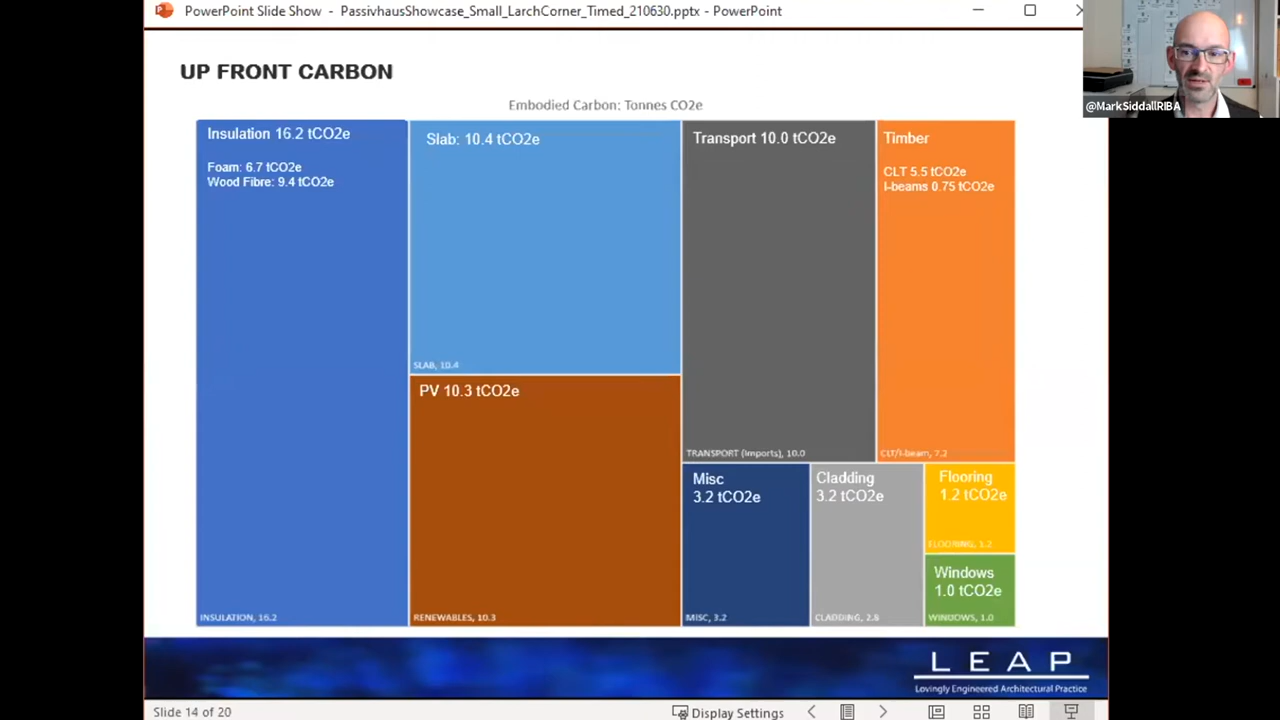 PowerPoint Slide Show - PassivhausShowcase_Small_LarchCorner_Timed_210630.pptx - PowerPoint
@MarkSiddallRIBA
UP FRONT CARBON
Embodied Carbon: Tonnes CO2e
Insulation 16.2 tCO2e
Foam: 6.7 tCO2e
Wood Fibre: 9.4 tCO2e
INSULATION, 16.2
Slab: 10.4 tCO2e
SLAB, 10.4
PV 10.3 tCO2e
RENEWABLES, 10.3
Transport 10.0 tCO2e
TRANSPORT (imports), 10.0
Timber
CLT 5.5 tCO2e
I-beams 0.75 tCO2e
CLT/I-beam, 7.2
Misc
3.2 tCO2e
MISC, 3.2
Cladding
3.2 tCO2e
CLADDING, 2.8
Flooring
1.2 tCO2e
FLOORING, 1.2
Windows
1.0 tCO2e
WINDOWS, 1.0
LEAP
Lovingly Engineered Architectural Practice
Slide 14 of 20
Display Settings